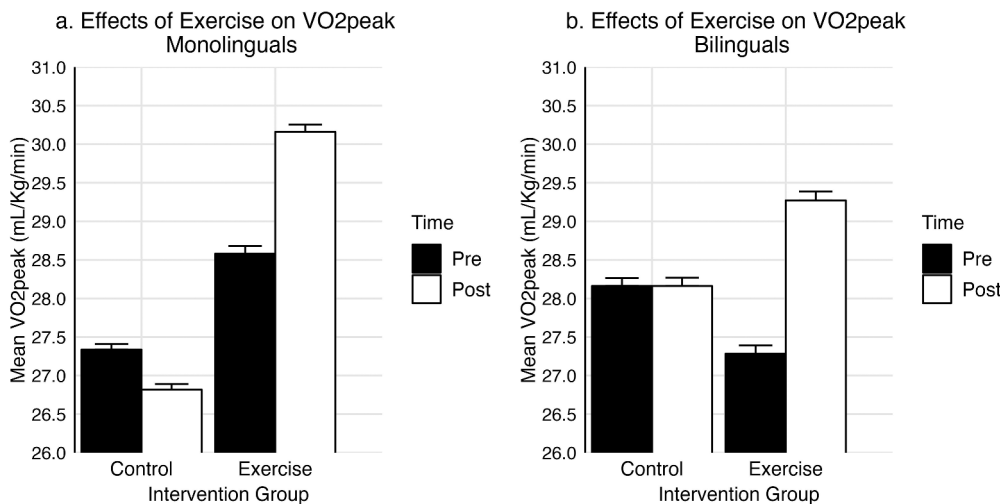 a. Effects of Exercise on VO2peak
Monolinguals
Mean VO2peak (mL/Kg/min)
31.0
30.5
30.0
29.5
29.0
28.5
28.0
27.5
27.0
26.5
26.0
Control
Exercise
Intervention Group
Time
Pre
Post
b. Effects of Exercise on VO2peak
Bilinguals
Mean VO2peak (mL/Kg/min)
31.0
30.5
30.0
29.5
29.0
28.5
28.0
27.5
27.0
26.5
26.0
Control
Exercise
Intervention Group
Time
Pre
Post